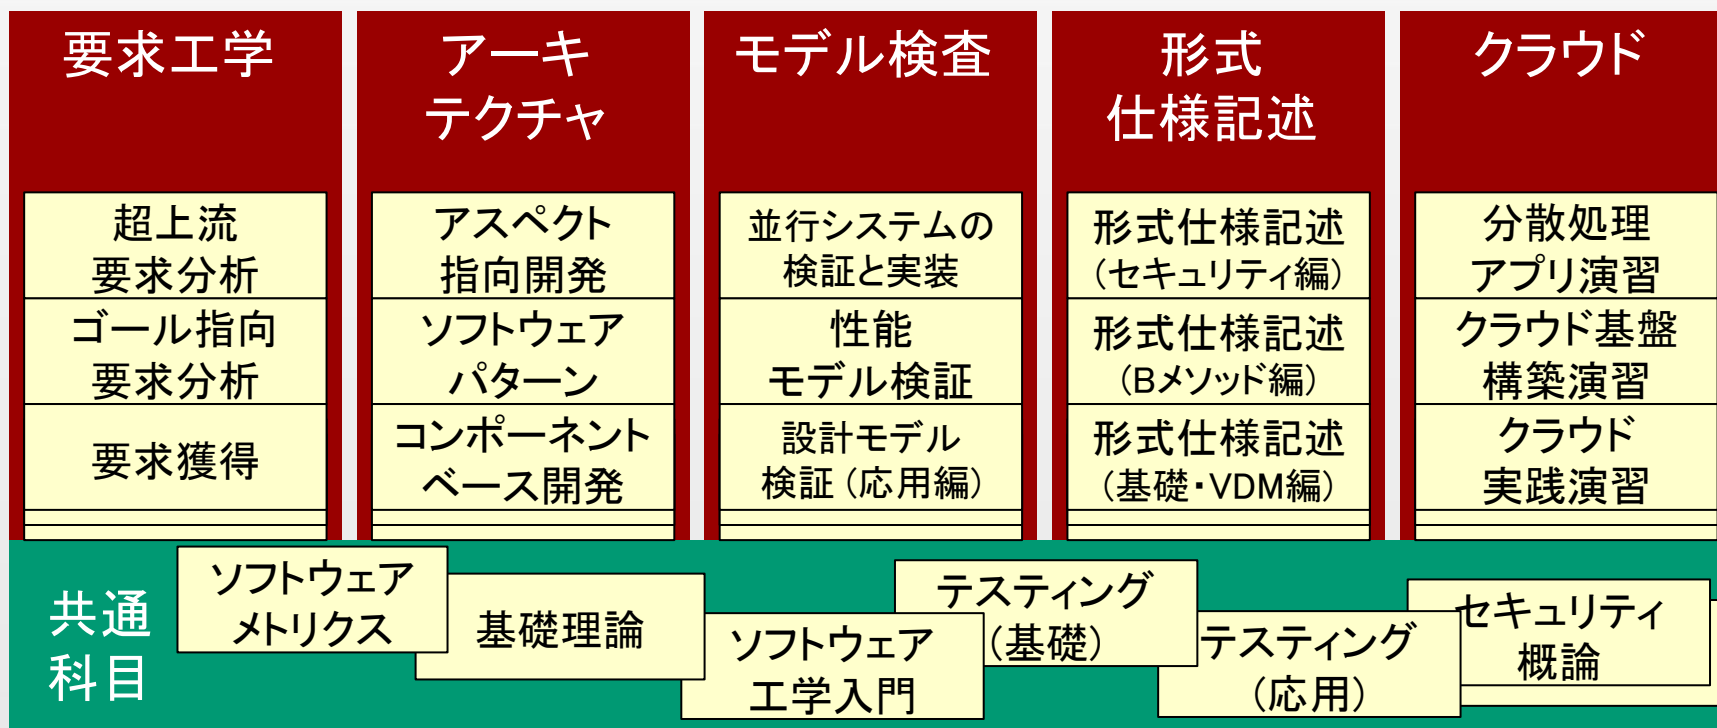 要求工学
超上流
要求分析
ゴール指向
要求分析
要求獲得
アーキ
テクチャ
アスペクト
指向開発
ソフトウェア
パターン
コンポーネント
ベース開発
モデル検査
並行システムの
検証と実装
性能
モデル検証
設計モデル
検証(応用編)
形式
仕様記述
形式仕様記述
(セキュリティ編)
形式仕様記述
(Bメソッド編)
形式仕様記述
(基礎・VDM編)
クラウド
分散処理
アプリ演習
クラウド基盤
構築演習
クラウド
実践演習
共通
科目
ソフトウェア
メトリクス
基礎理論
ソフトウェア
工学入門
テスティング
(基礎)
テスティング
(応用)
セキュリティ
概論